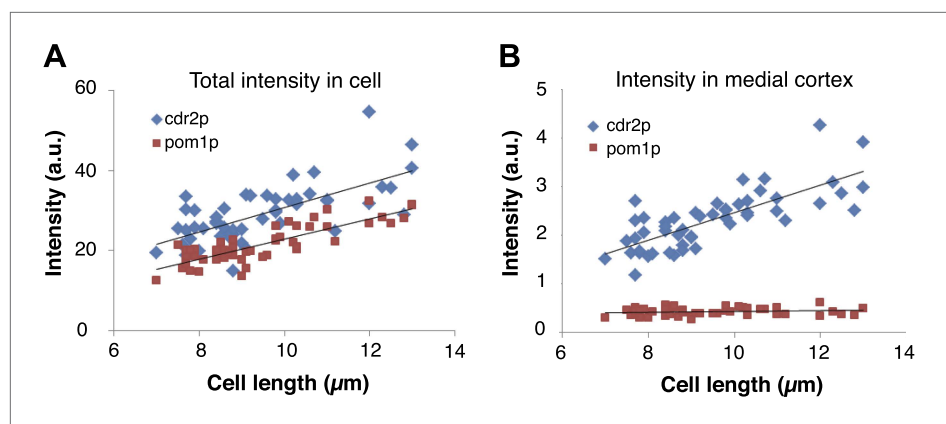 A
Total intensity in cell
60
40
20
0
Intensity (a.u.)
cdr2p
pom1p
6
8
10
12
14
Cell length (µm)
B
Intensity in medial cortex
5
4
3
2
1
0
Intensity (a.u.)
cdr2p
pom1p
6
8
10
12
14
Cell length (µm)